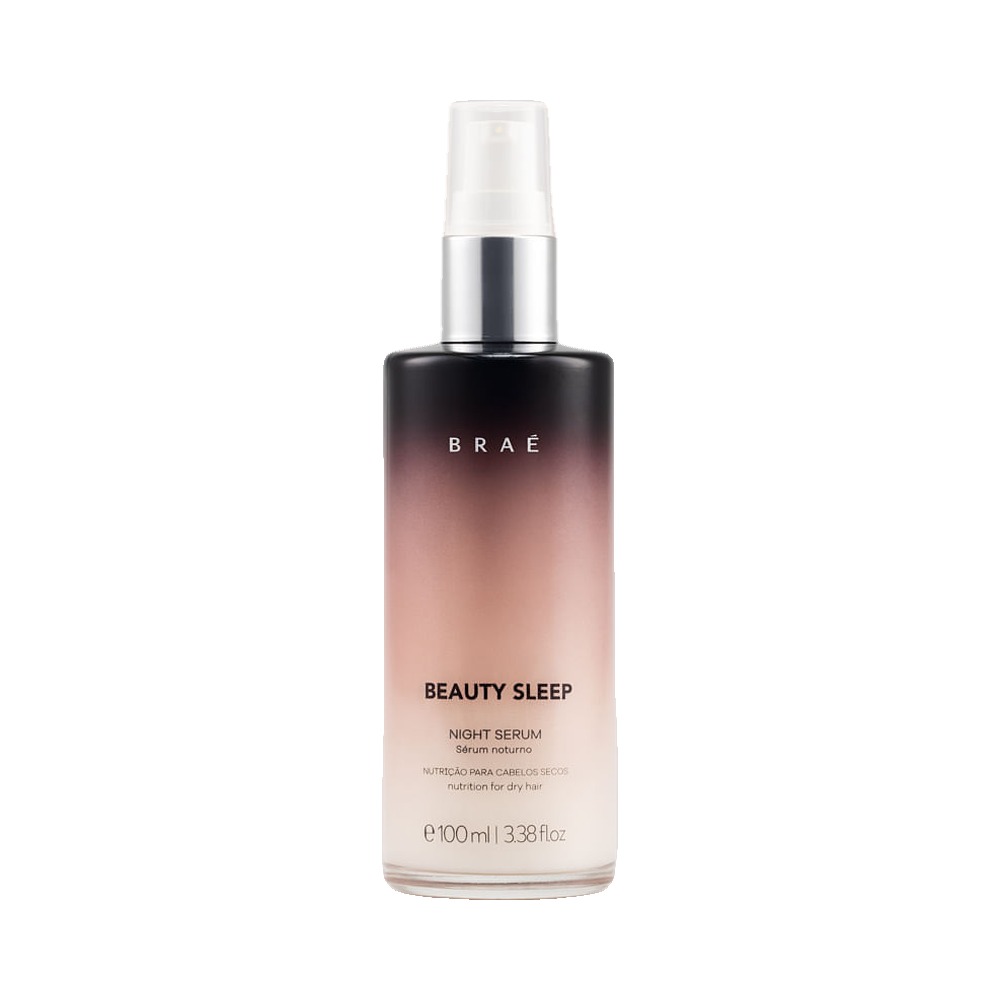 BRAÉ
BEAUTY SLEEP
NIGHT SERUM
Sérum noturno
NUTRIÇÃO PARA CABELOS SECOS
nutrition for dry hair
℮100 ml | 3.38 fl.oz